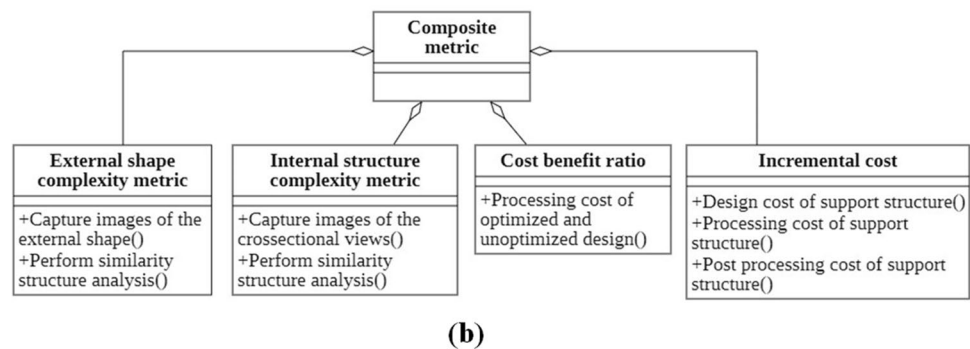 Composite
metric
External shape
complexity metric
+Capture images of the
external shape()
+Perform similarity
structure analysis()
Internal structure
complexity metric
+Capture images of the
crossectional views()
+Perform similarity
structure analysis()
Cost benefit ratio
+Processing cost of
optimized and
unoptimized design()
Incremental cost
+Design cost of support structure()
+Processing cost of support
structure()
+Post processing cost of support
structure()
(b)